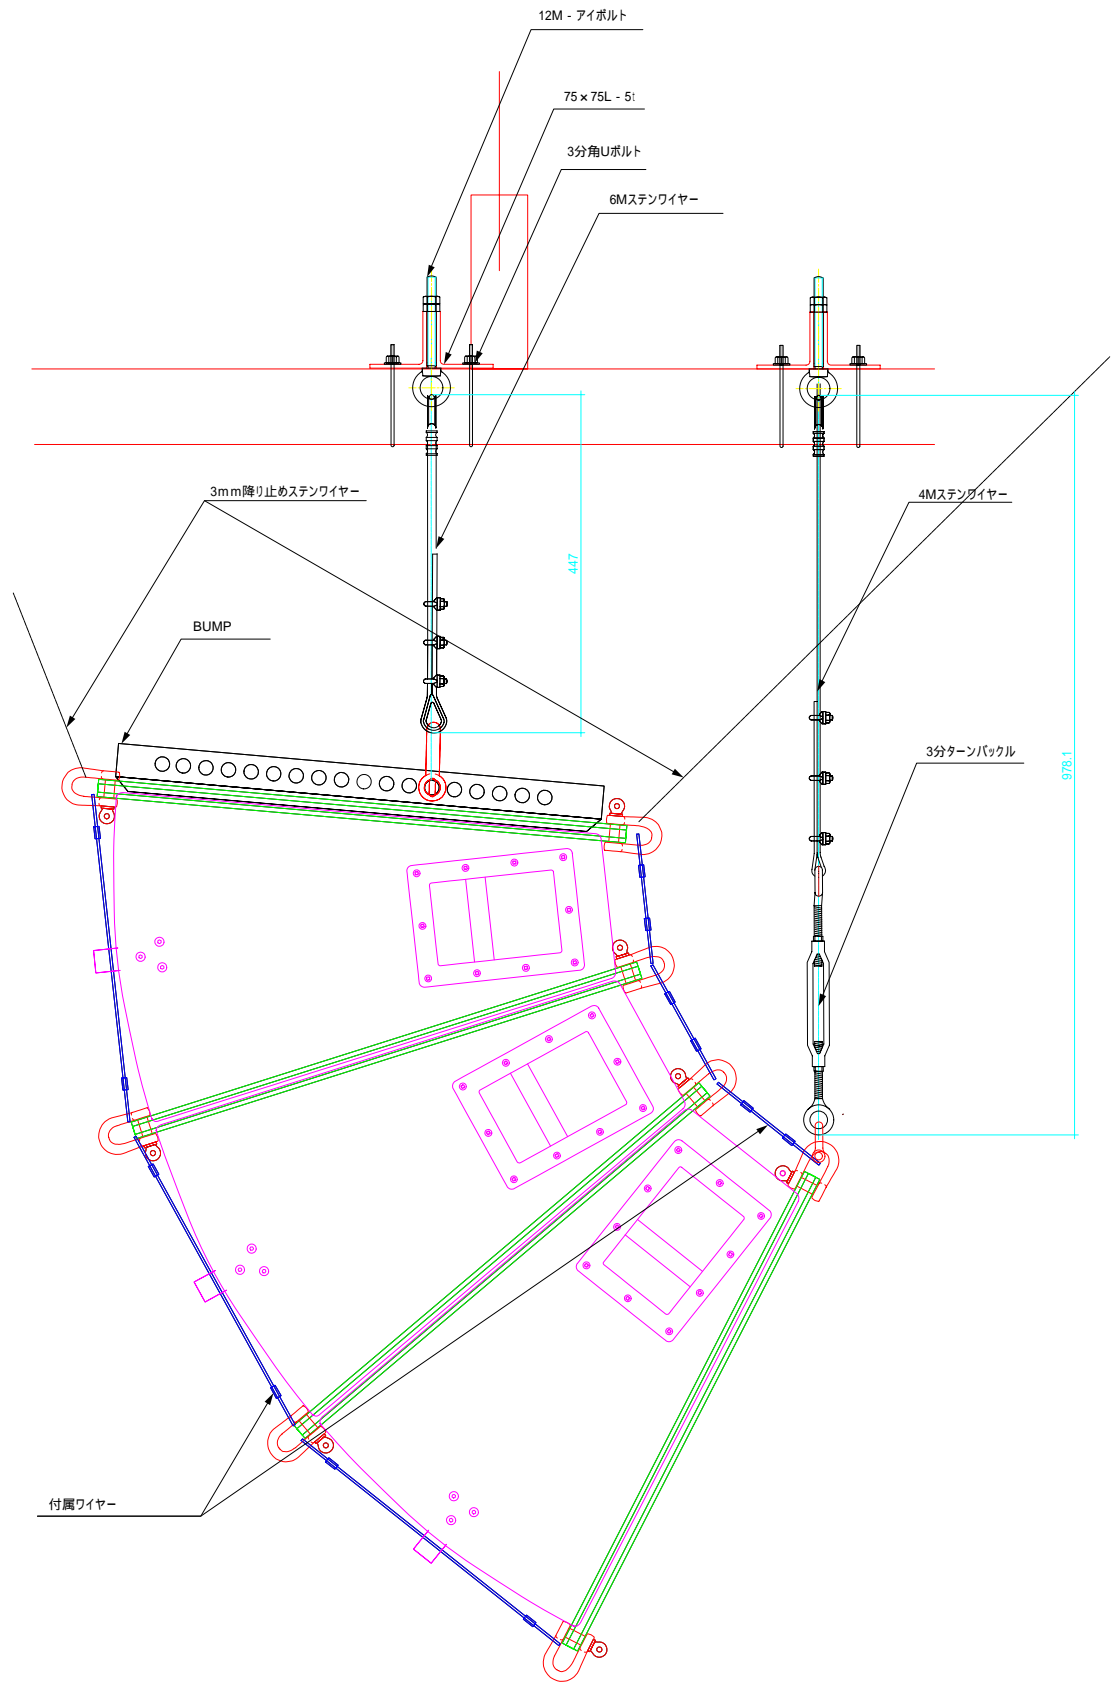 12M - アイボルト
75×75L - 5t
3分角Uボルト
6Mステンワイヤー
3mm降り止めステンワイヤー
4Mステンワイヤー
447
BUMP
3分ターンバックル
978.1
付属ワイヤー